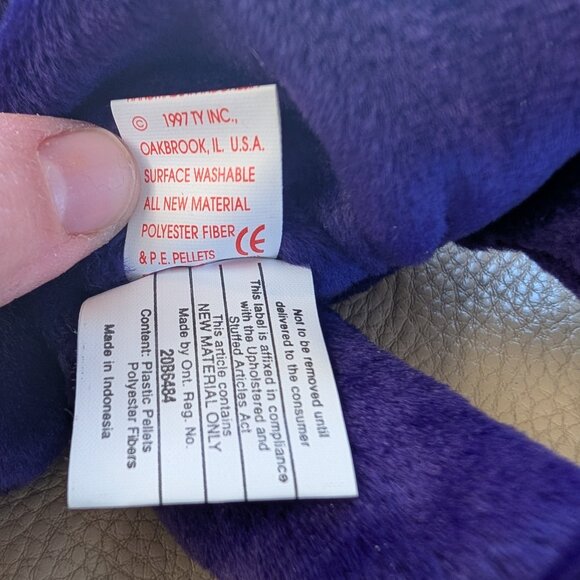 © 1997 TY INC.,
OAKBROOK, IL. U.S.A.
SURFACE WASHABLE
ALL NEW MATERIAL
POLYESTER FIBER
& P.E. PELLETS CE
Not to be removed until
delivered to the consumer
This label is affixed in compliance
with the Upholstered and
Stuffed Articles Act
This article contains
NEW MATERIAL ONLY
Made by Ont. Reg. No.
20B6484
Content: Plastic Pellets
Polyester Fibers
Made in Indonesia